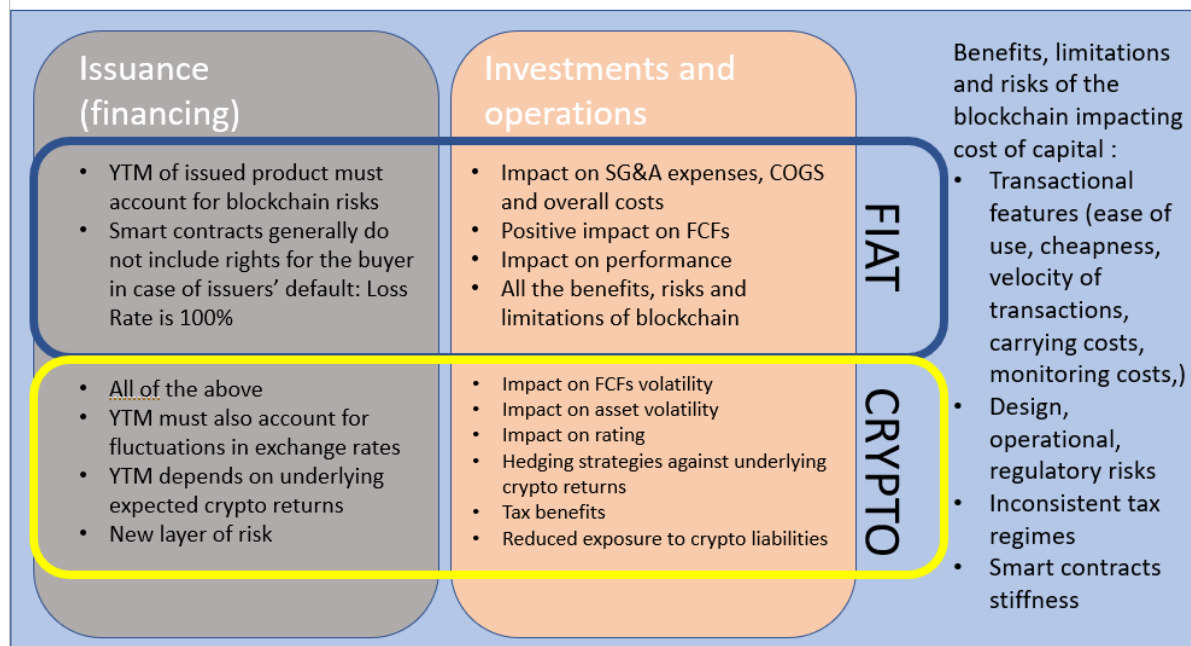 Issuance
(financing)
• YTM of issued product must
account for blockchain risks
• Smart contracts generally do
not include rights for the buyer
in case of issuers’ default: Loss
Rate is 100%
• All of the above
• YTM must also account for
fluctuations in exchange rates
• YTM depends on underlying
expected crypto returns
• New layer of risk
Investments and
operations
• Impact on SG&A expenses, COGS
and overall costs
• Positive impact on FCFs
• Impact on performance
• All the benefits, risks and
limitations of blockchain
• Impact on FCFs volatility
• Impact on asset volatility
• Impact on rating
• Hedging strategies against underlying
crypto returns
• Tax benefits
• Reduced exposure to crypto liabilities
FIAT
CRYPTO
Benefits, limitations
and risks of the
blockchain impacting
cost of capital :
• Transactional
features (ease of
use, cheapness,
velocity of
transactions,
carrying costs,
monitoring costs,)
• Design,
operational,
regulatory risks
• Inconsistent tax
regimes
• Smart contracts
stiffness